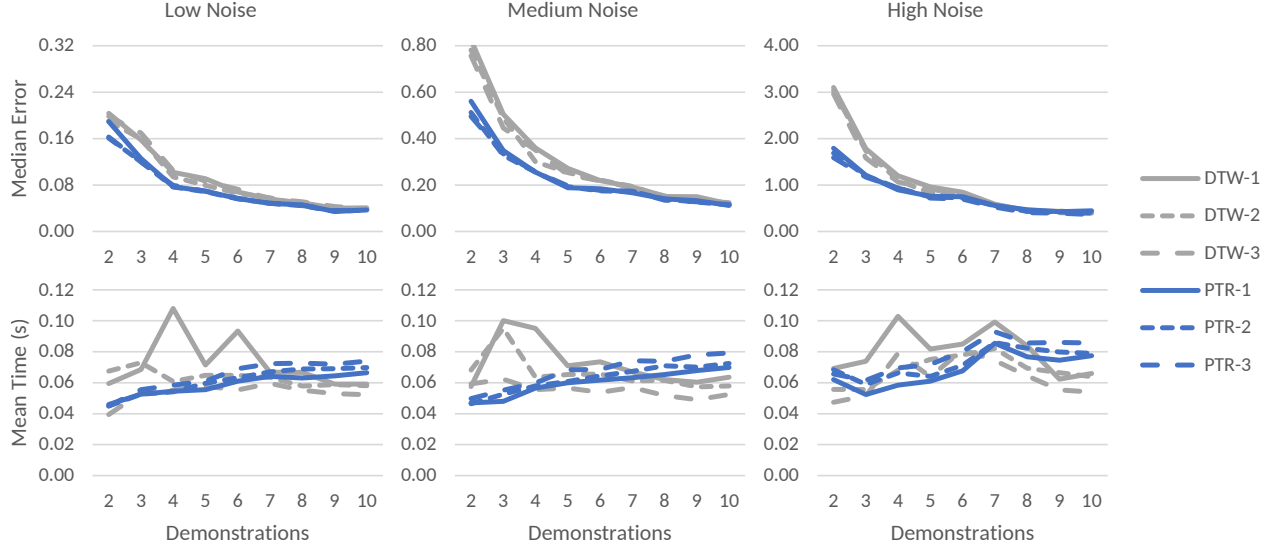 Low Noise
Medium Noise
High Noise
Median Error
0.32
0.24
0.16
0.08
0.00
2 3 4 5 6 7 8 9 10
0.80
0.60
0.40
0.20
0.00
2 3 4 5 6 7 8 9 10
4.00
3.00
2.00
1.00
0.00
2 3 4 5 6 7 8 9 10
Mean Time (s)
0.12
0.10
0.08
0.06
0.04
0.02
0.00
2 3 4 5 6 7 8 9 10
Demonstrations
0.12
0.10
0.08
0.06
0.04
0.02
0.00
2 3 4 5 6 7 8 9 10
Demonstrations
0.12
0.10
0.08
0.06
0.04
0.02
0.00
2 3 4 5 6 7 8 9 10
Demonstrations
DTW-1
DTW-2
DTW-3
PTR-1
PTR-2
PTR-3